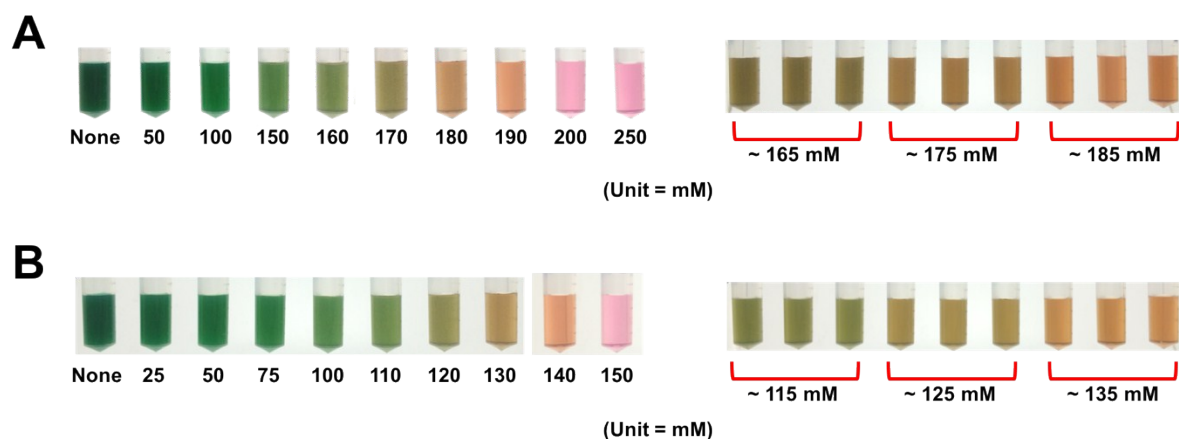 A
None 50 100 150 160 170 180 190 200 250
~ 165 mM ~ 175 mM ~ 185 mM
(Unit = mM)
B
None 25 50 75 100 110 120 130 140 150
~ 115 mM ~ 125 mM ~ 135 mM
(Unit = mM)